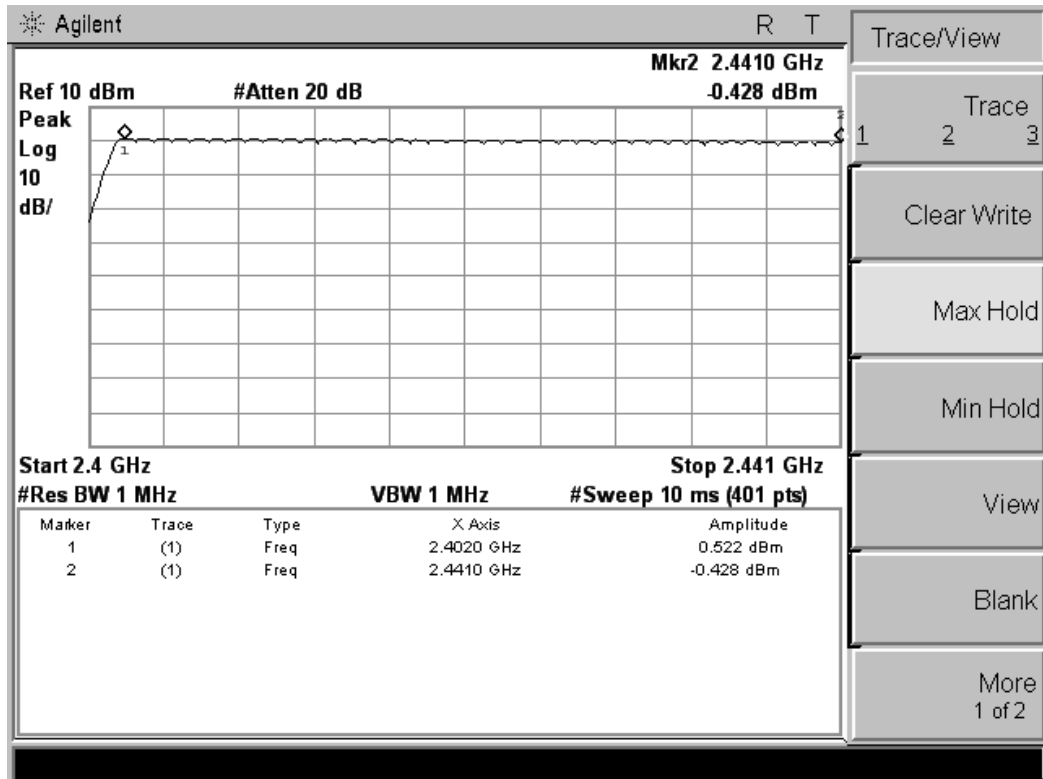 Agilent R T
Mkr2 2.4410 GHz
Ref 10 dBm #Atten 20 dB -0.428 dBm
Peak
Log
10
dB/
1
2
Start 2.4 GHz Stop 2.441 GHz
#Res BW 1 MHz VBW 1 MHz #Sweep 10 ms (401 pts)
Marker Trace Type X Axis Amplitude
1 (1) Freq 2.4020 GHz 0.522 dBm
2 (1) Freq 2.4410 GHz -0.428 dBm
Trace/View
Trace
1 2 3
Clear Write
Max Hold
Min Hold
View
Blank
More
1 of 2